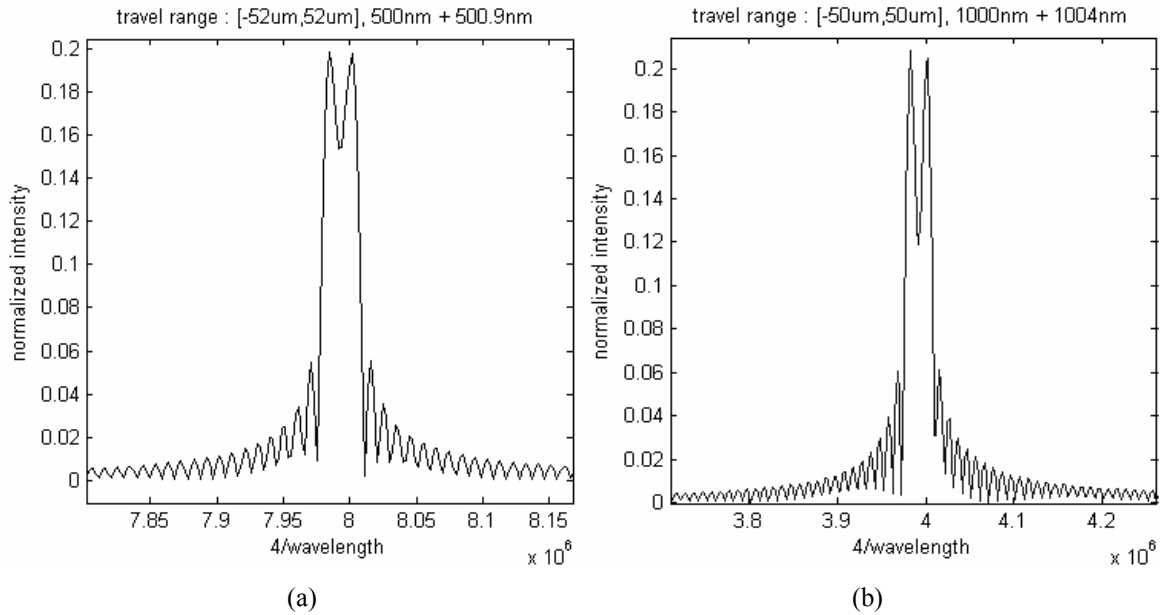 travel range : [-52um,52um], 500nm + 500.9nm
0.2
0.18
0.16
0.14
0.12
0.1
0.08
0.06
0.04
0.02
0
normalized intensity
7.85 7.9 7.95 8 8.05 8.1 8.15
4/wavelength
x 10^6
(a)
travel range : [-50um,50um], 1000nm + 1004nm
0.2
0.18
0.16
0.14
0.12
0.1
0.08
0.06
0.04
0.02
0
normalized intensity
3.8 3.9 4 4.1 4.2
4/wavelength
x 10^6
(b)